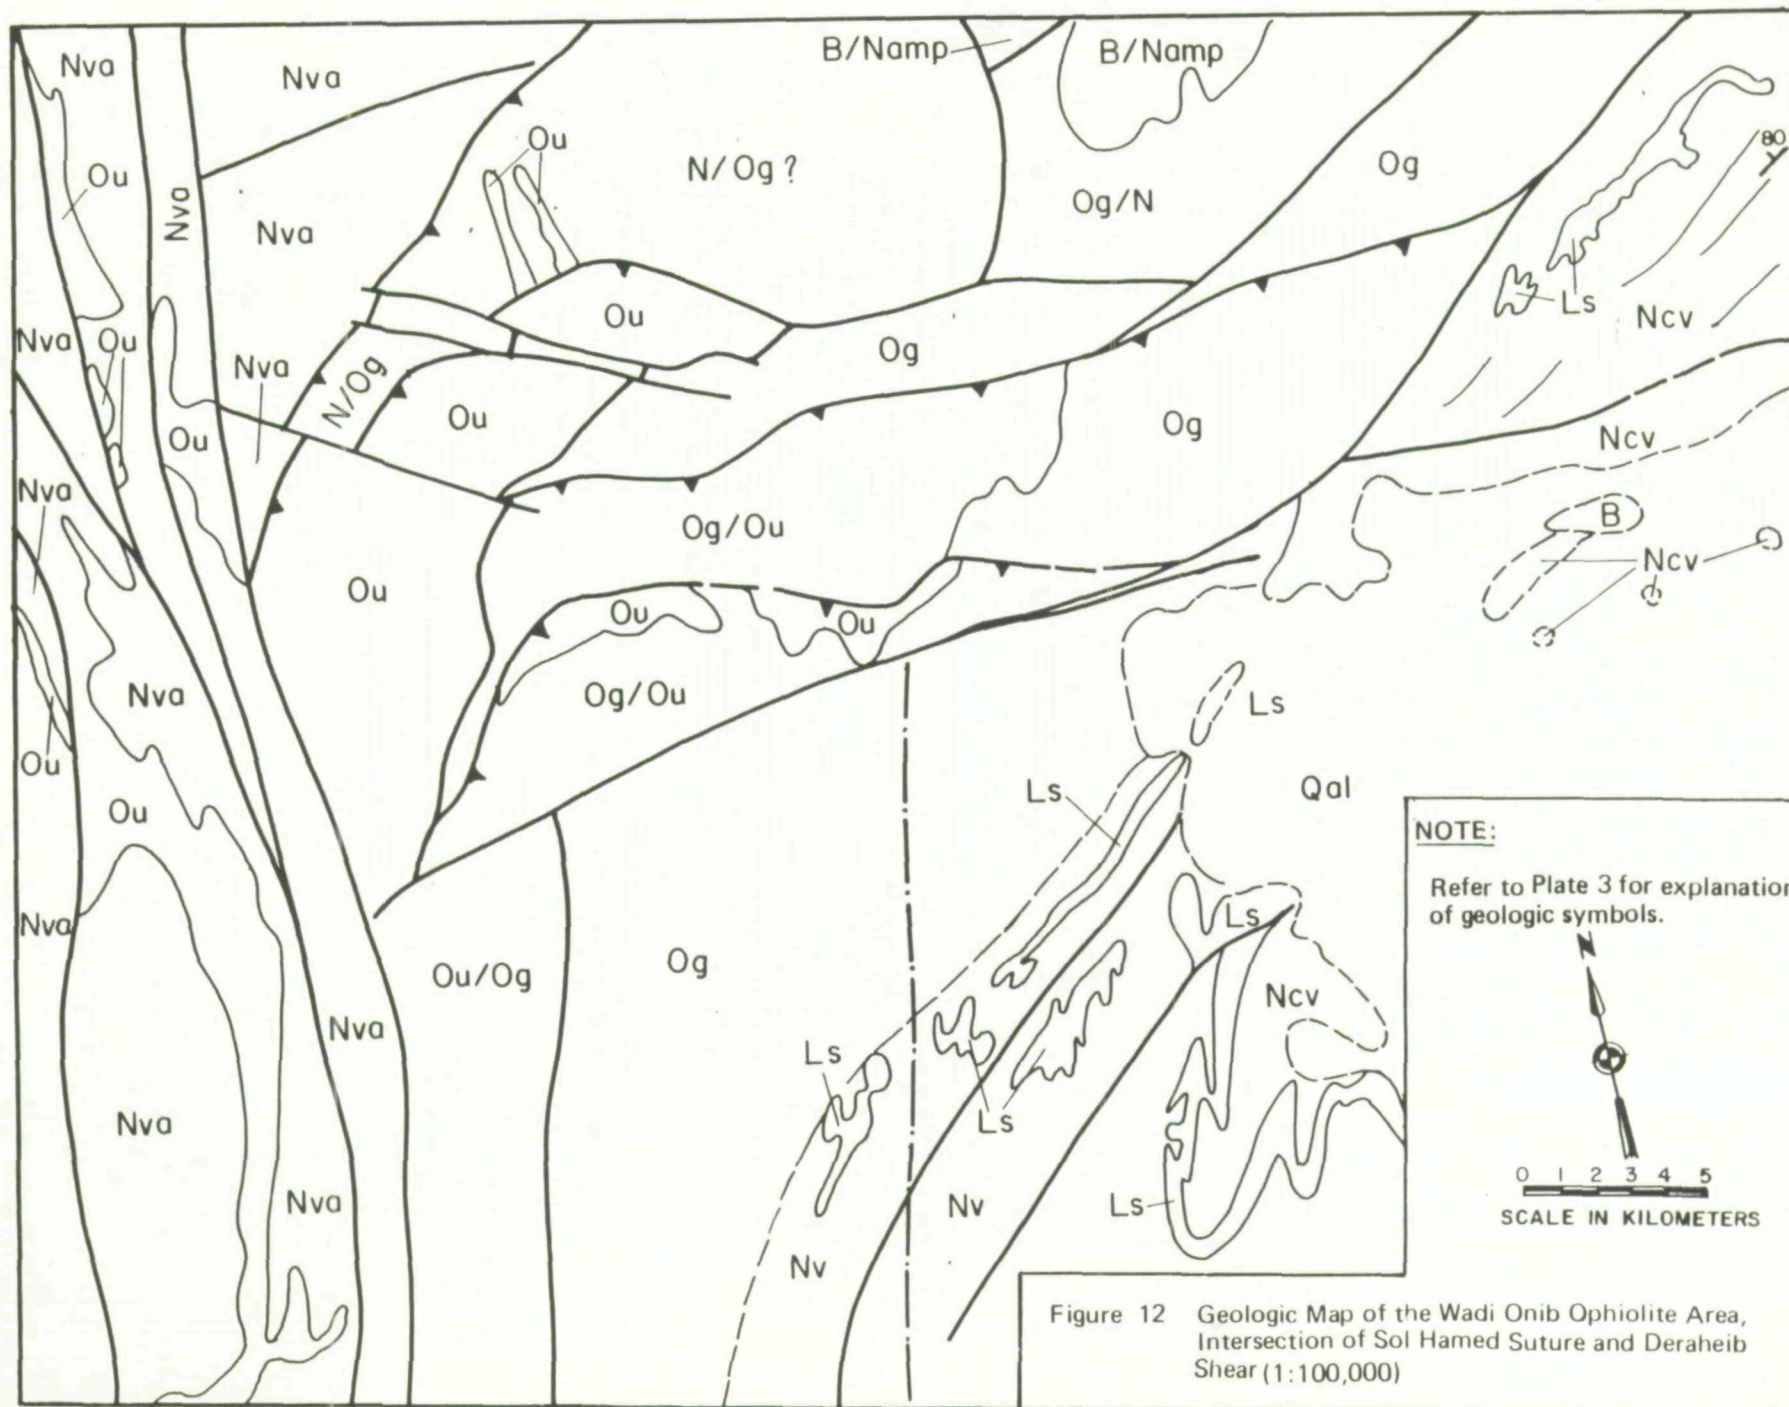 Nva
Nva
B/Namp
B/Namp
Ou
N/Og ?
Og
80
Ou
Nva
Nva
Og/N
Ou
Og
Ls
Ncv
Nva
Ou
Nva
N/Og
Ou
Ou
Og
Ncv
Nva
Og/Ou
B
Ncv
Ou
Ou
Ou
Nva
Og/Ou
Ls
Ou
Ou
Ls
Qal
Nva
Ou/Og
Og
Ls
Ncv
Nva
Ls
Nva
Ls
Nva
Ls
Nv
Nv
NOTE:
Refer to Plate 3 for explanation
of geologic symbols.
N
0 1 2 3 4 5
SCALE IN KILOMETERS
Figure 12 Geologic Map of the Wadi Onib Ophiolite Area,
Intersection of Sol Hamed Suture and Deraheib
Shear (1:100,000)